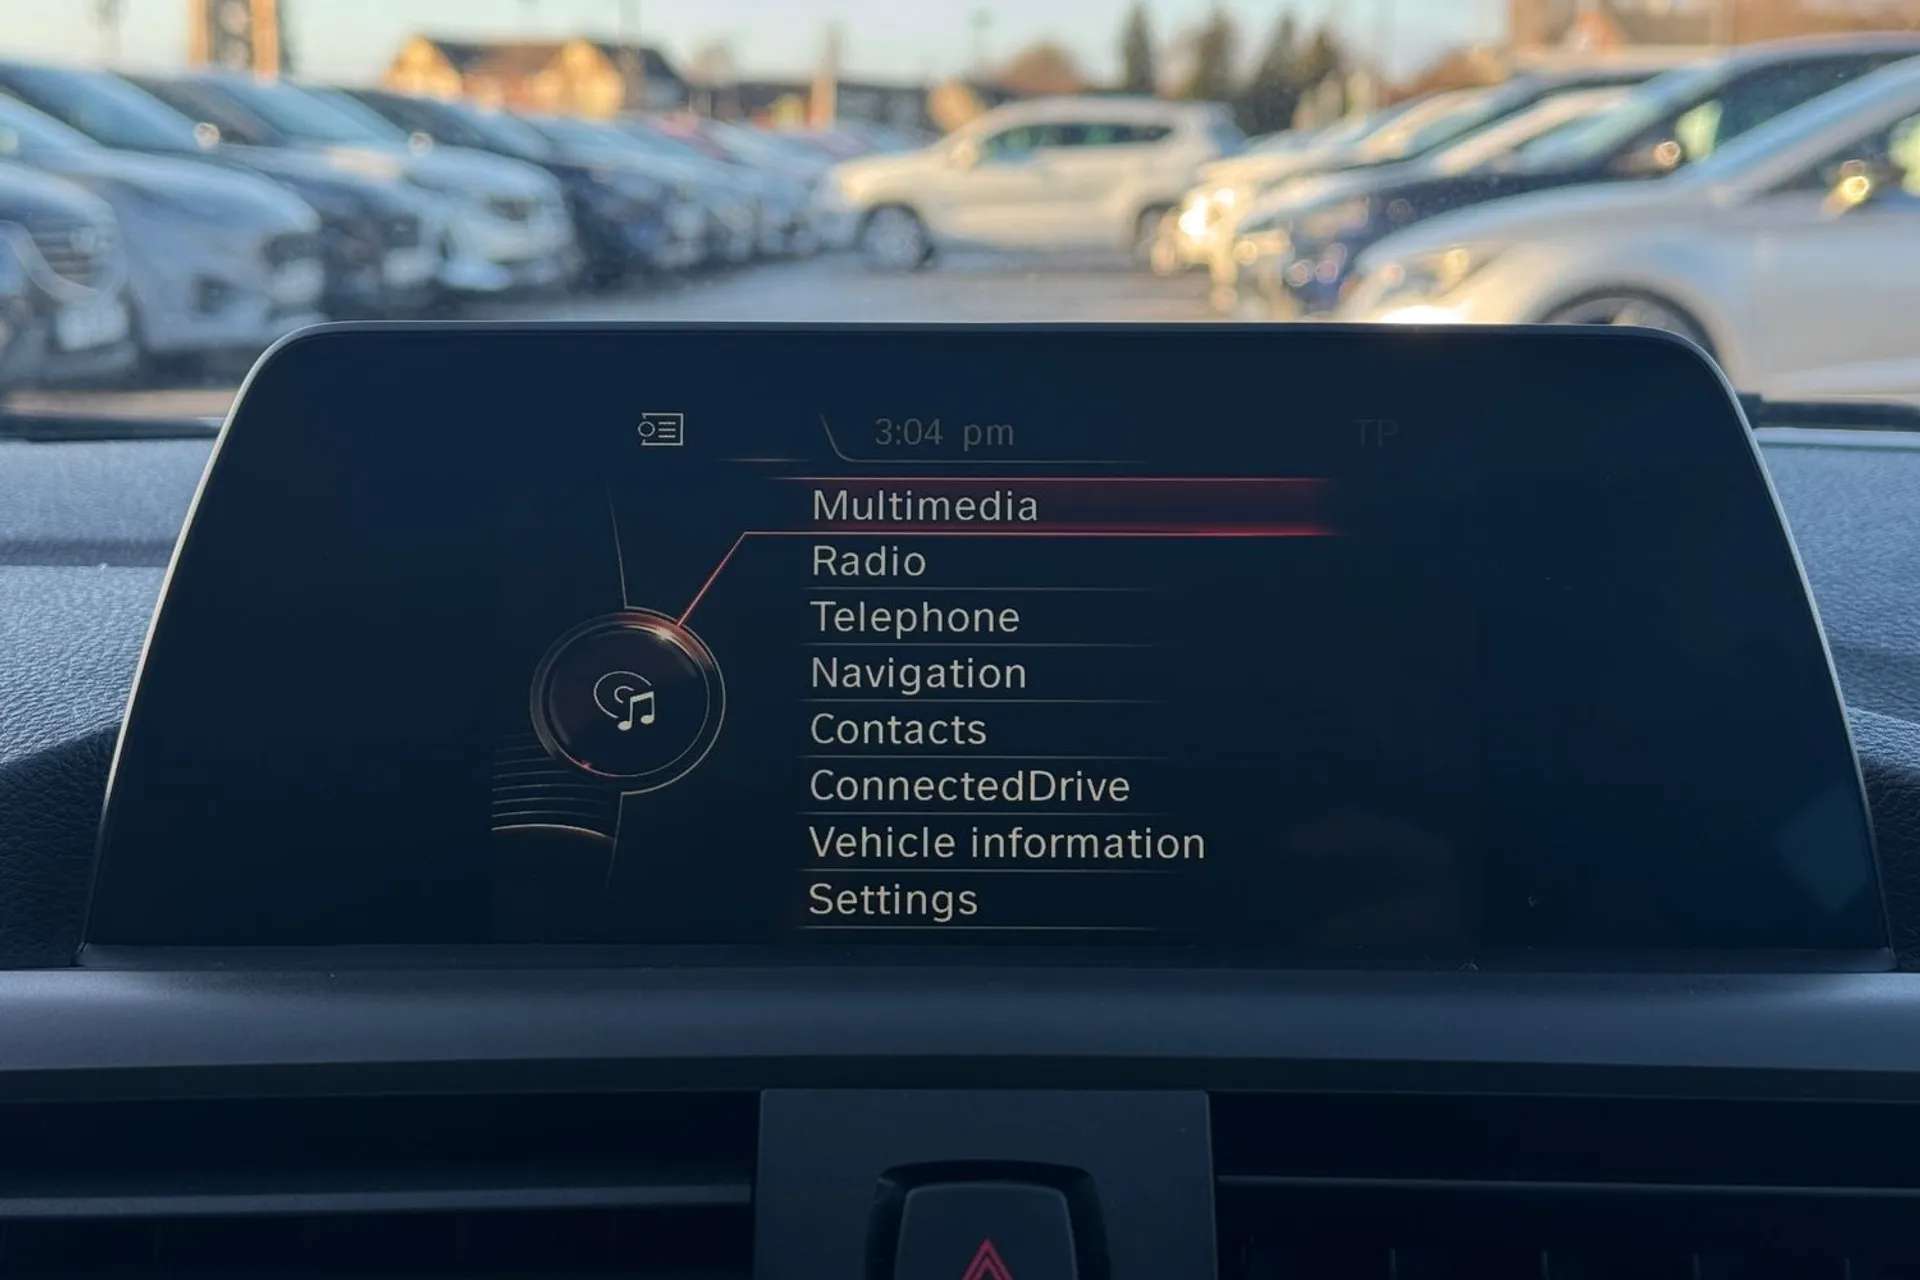 3:04 pm
TP
Multimedia
Radio
Telephone
Navigation
Contacts
ConnectedDrive
Vehicle information
Settings